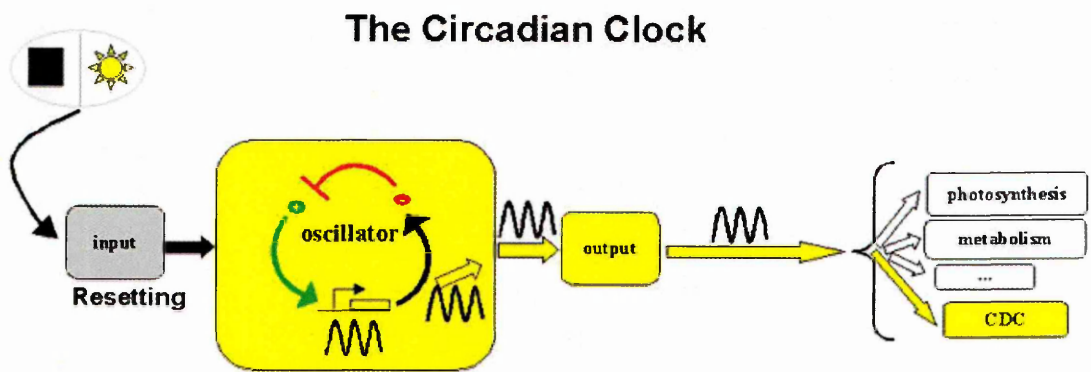 The Circadian Clock
input
Resetting
oscillator
output
photosynthesis
metabolism
...
CDC